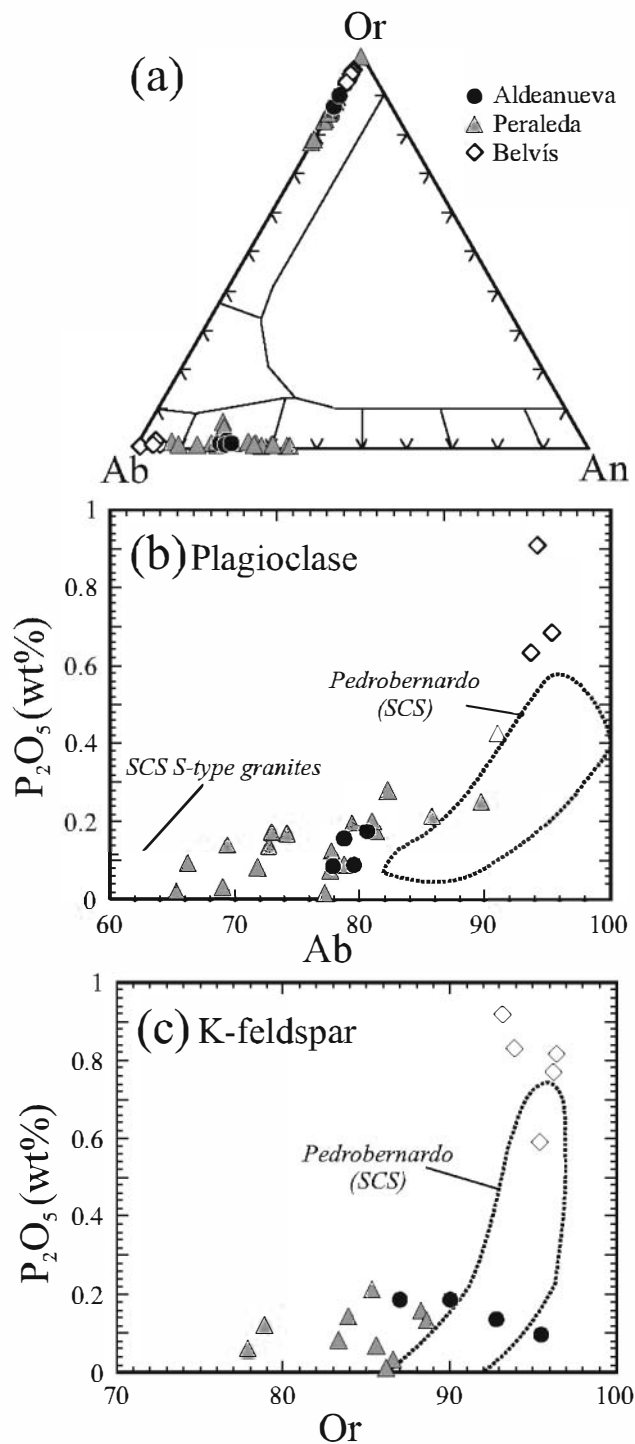 Or
(a)
Aldeanueva
Peraleda
Belvís
Ab
An
(b) Plagioclase
Pedrobernardo
(SCS)
SCS S-type granites
P₂O₅ (wt%)
1
0.8
0.6
0.4
0.2
0
60 70 80 90 100
Ab
(c) K-feldspar
Pedrobernardo
(SCS)
P₂O₅ (wt%)
1
0.8
0.6
0.4
0.2
0
70 80 90 100
Or